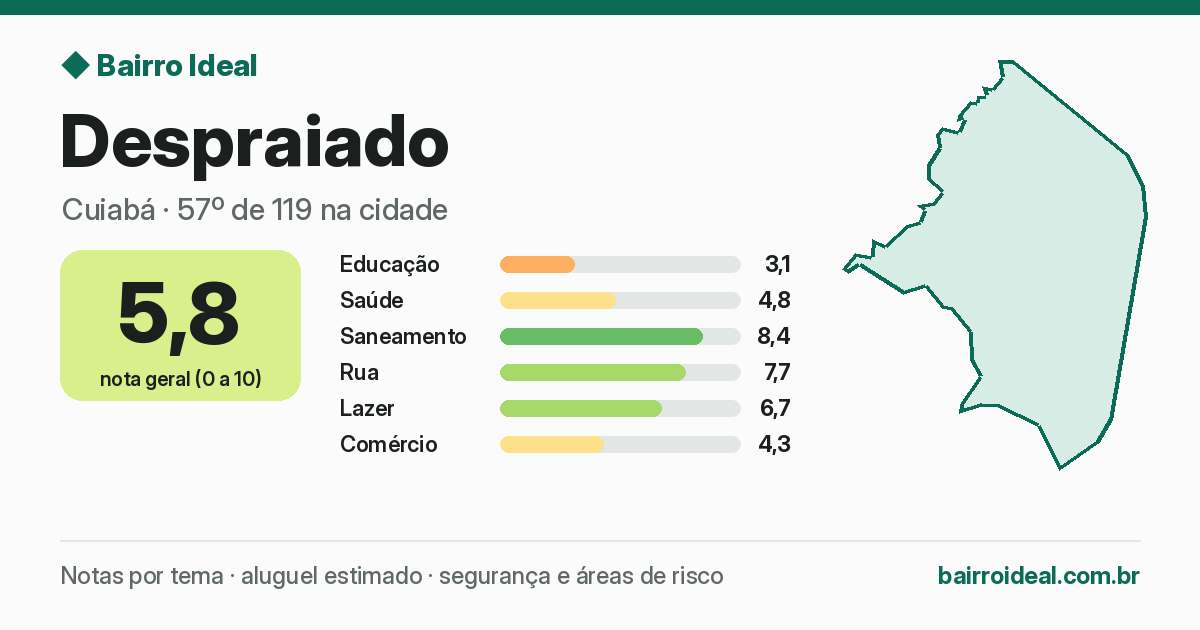 Bairro Ideal
Despraiado
Cuiabá · 57º de 119 na cidade
5,8
nota geral (0 a 10)
Educação 3,1
Saúde 4,8
Saneamento 8,4
Rua 7,7
Lazer 6,7
Comércio 4,3
Notas por tema · aluguel estimado · segurança e áreas de risco
bairroideal.com.br